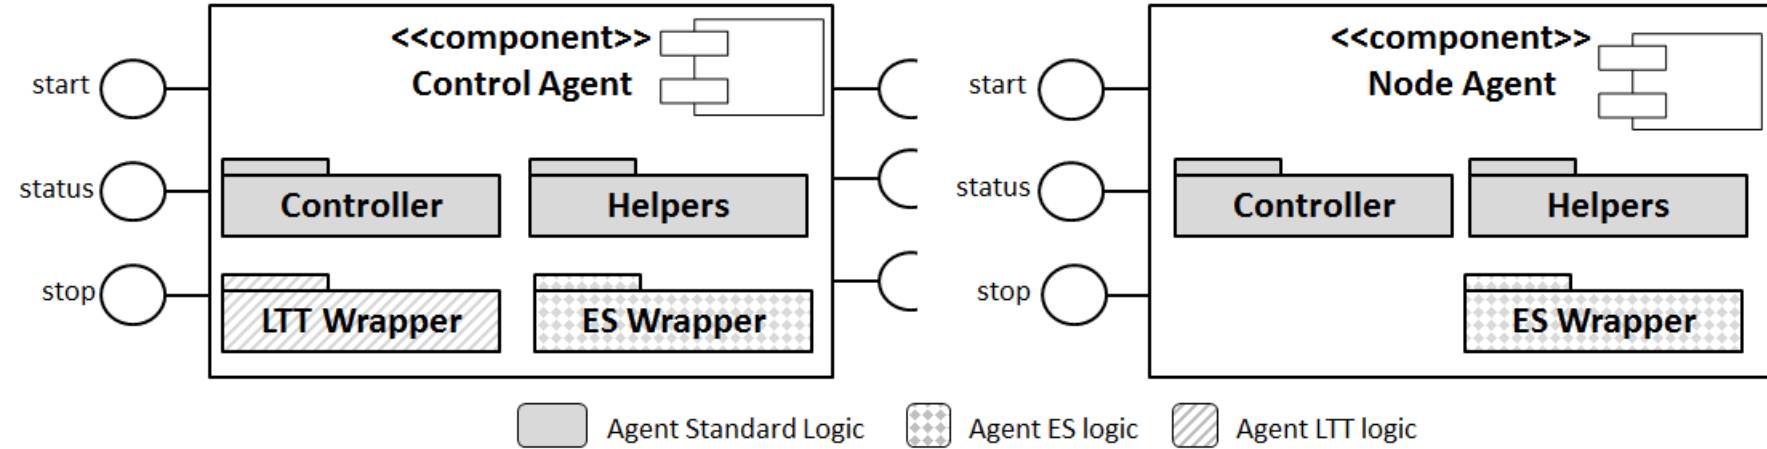 <<component>>
Control Agent
start
status
stop
Controller
Helpers
LTT Wrapper
ES Wrapper
<<component>>
Node Agent
start
status
stop
Controller
Helpers
ES Wrapper
Agent Standard Logic
Agent ES logic
Agent LTT logic